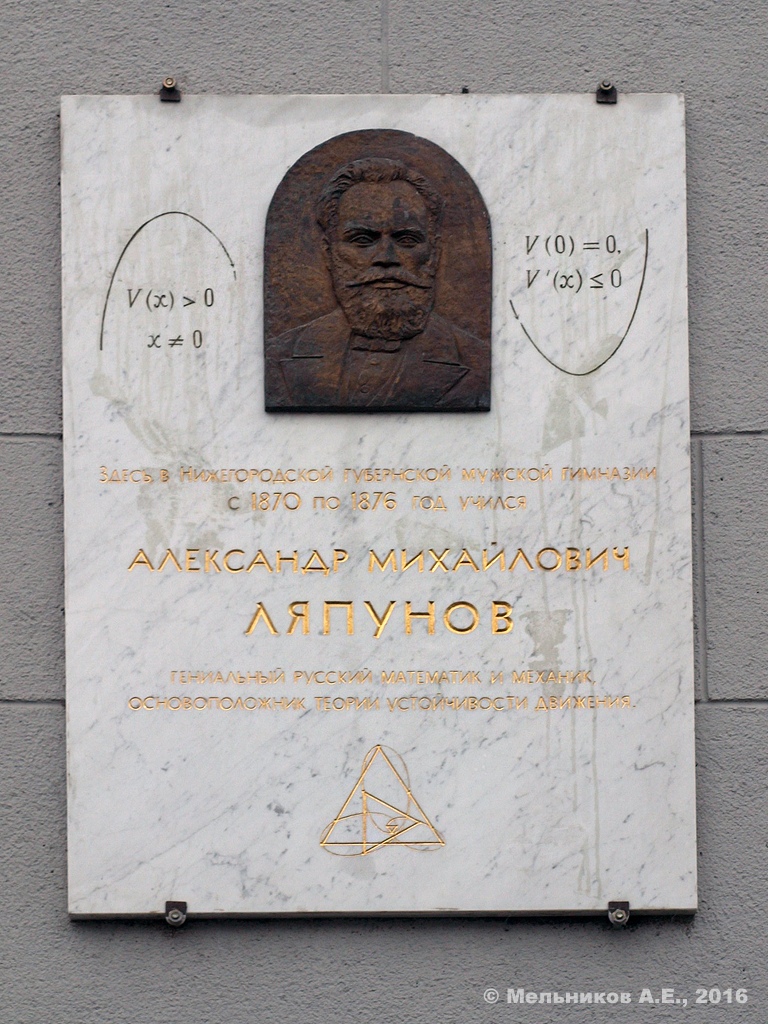 V(x) > 0
x ≠ 0
V(0) = 0,
V'(x) ≤ 0
Здесь в Нижегородской губернской мужской гимназии
с 1870 по 1876 год учился
АЛЕКСАНДР МИХАЙЛОВИЧ
ЛЯПУНОВ
гениальный русский математик и механик,
основоположник теории устойчивости движения.
© Мельников А.Е., 2016